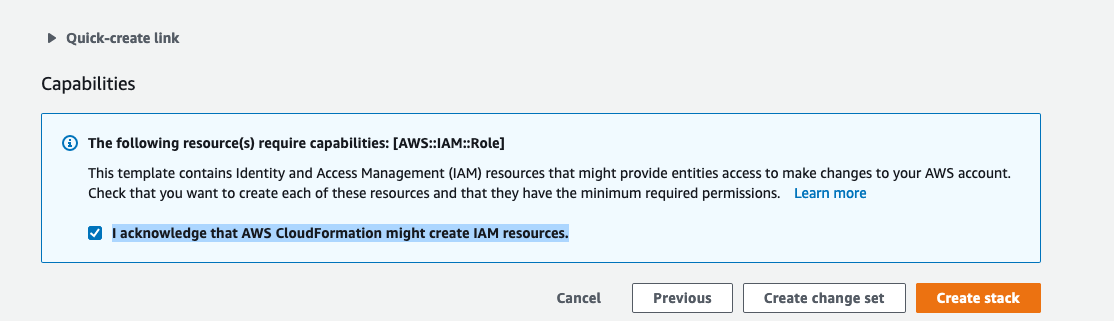 Quick-create link
Capabilities
The following resource(s) require capabilities: [AWS::IAM::Role]
This template contains Identity and Access Management (IAM) resources that might provide entities access to make changes to your AWS account.
Check that you want to create each of these resources and that they have the minimum required permissions. Learn more
I acknowledge that AWS CloudFormation might create IAM resources.
Cancel Previous Create change set Create stack